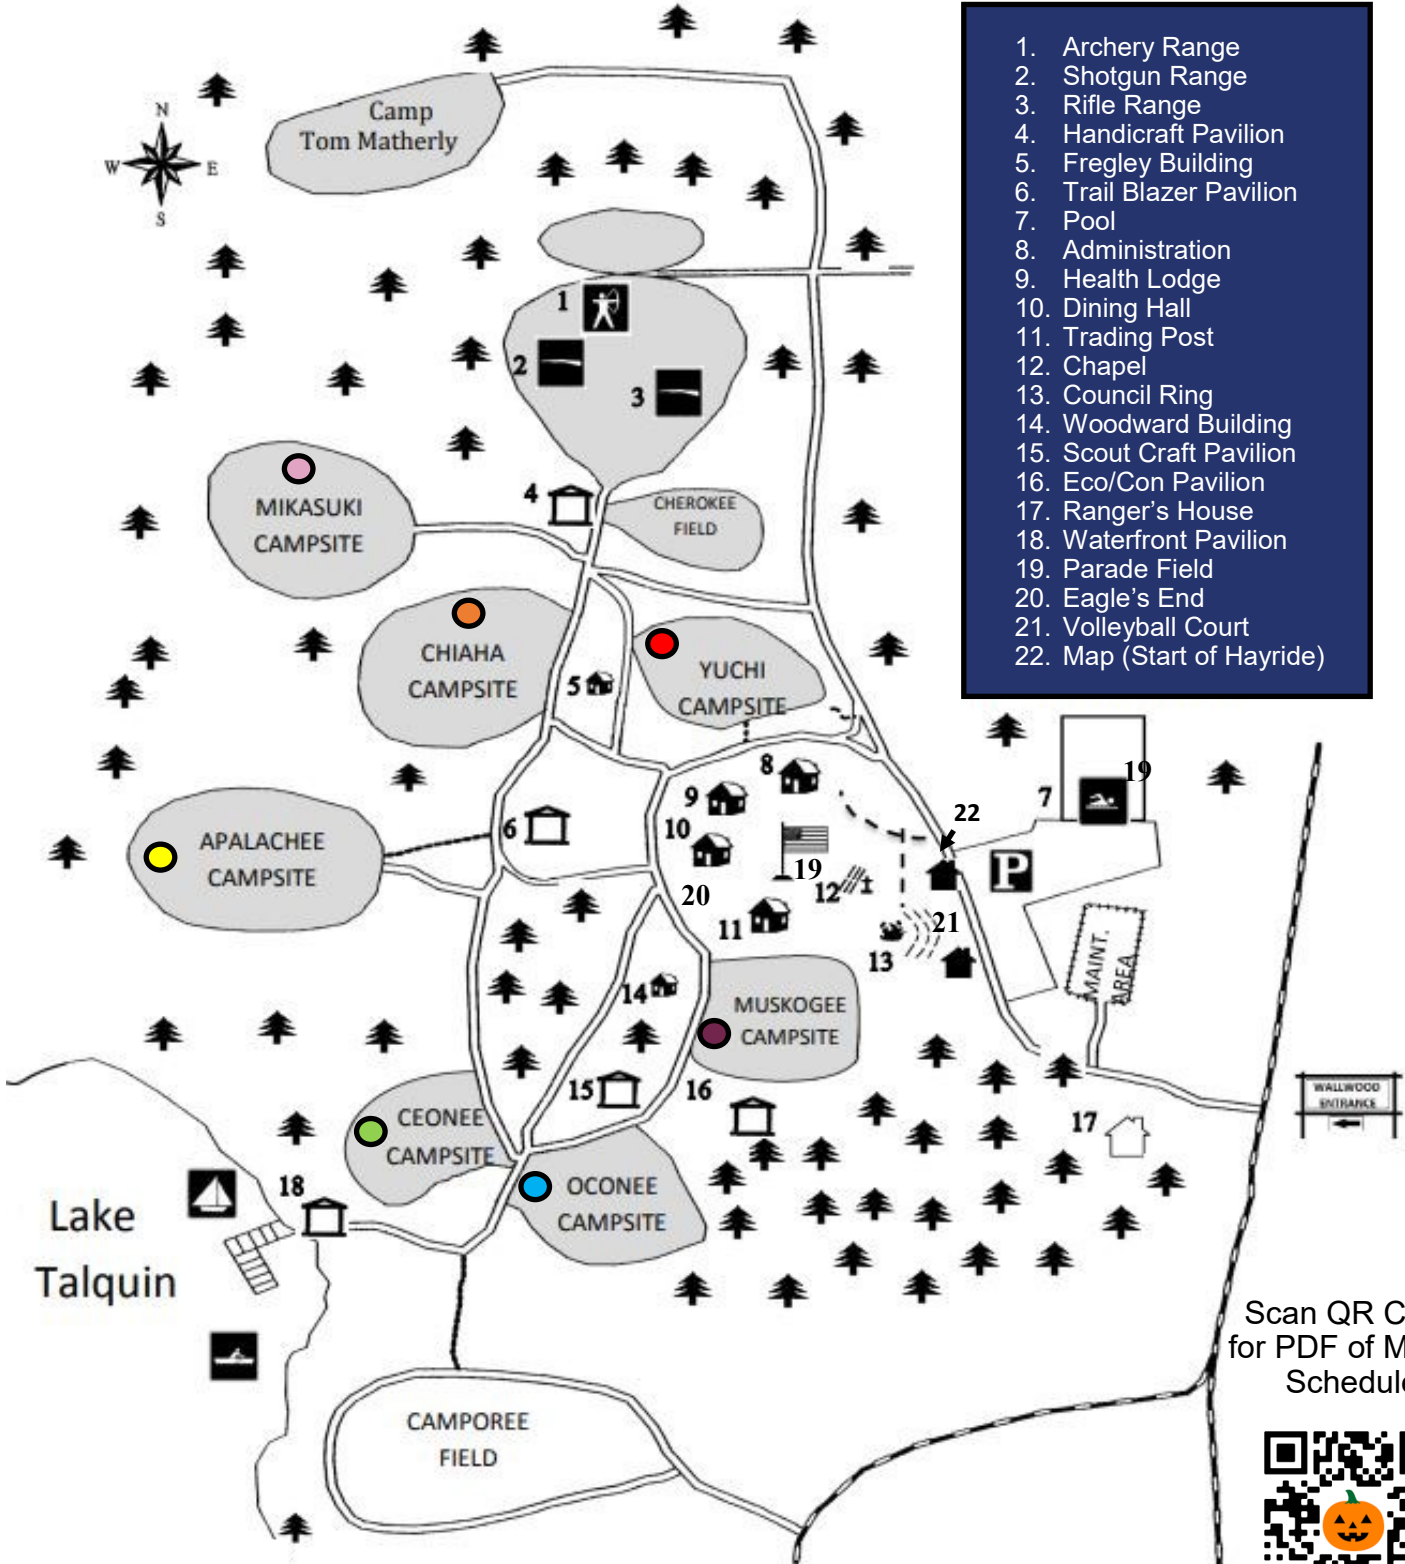 1. Archery Range
2. Shotgun Range
3. Rifle Range
4. Handicraft Pavilion
5. Fregley Building
6. Trail Blazer Pavilion
7. Pool
8. Administration
9. Health Lodge
10. Dining Hall
11. Trading Post
12. Chapel
13. Council Ring
14. Woodward Building
15. Scout Craft Pavilion
16. Eco/Con Pavilion
17. Ranger's House
18. Waterfront Pavilion
19. Parade Field
20. Eagle's End
21. Volleyball Court
22. Map (Start of Hayride)
Camp
Tom Matherly
N
W E
S
1
2
3
4
CHEROKEE
FIELD
MIKASUKI
CAMPSITE
CHIAHA
CAMPSITE
5
YUCHI
CAMPSITE
8
19
7
9
22
10
6
APALACHEE
CAMPSITE
19
P
12
20
11
21
13
MAINT.
AREA
14
MUSKOGEE
CAMPSITE
15
16
WALLWOOD
ENTRANCE
17
CEONEE
CAMPSITE
18
OCONEE
CAMPSITE
Lake
Talquin
Scan QR C
for PDF of M
Schedule
CAMPOREE
FIELD